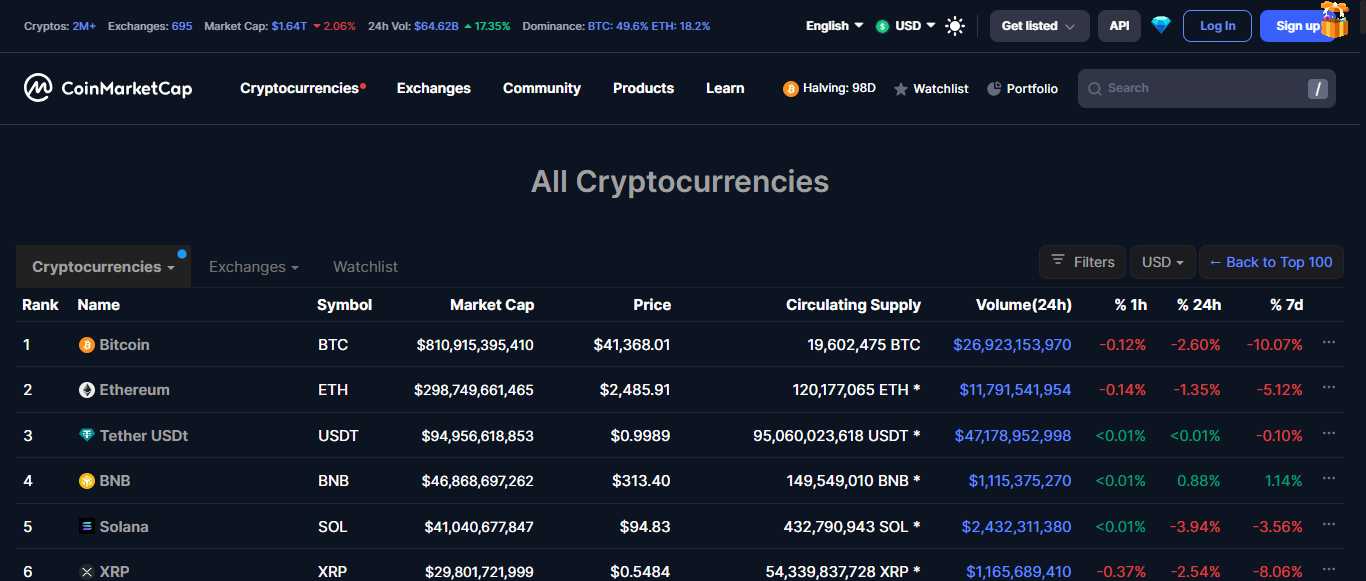 Cryptos: 2M+ Exchanges: 695 Market Cap: $1.64T 2.06% 24h Vol: $64.62B 17.35% Dominance: BTC: 49.6% ETH: 18.2% English USD Get listed API Log In Sign up
CoinMarketCap Cryptocurrencies Exchanges Community Products Learn Halving: 98D Watchlist Portfolio Search /
All Cryptocurrencies
Cryptocurrencies Exchanges Watchlist Filters USD ← Back to Top 100
Rank Name Symbol Market Cap Price Circulating Supply Volume(24h) % 1h % 24h % 7d
1 Bitcoin BTC $810,915,395,410 $41,368.01 19,602,475 BTC $26,923,153,970 -0.12% -2.60% -10.07% ...
2 Ethereum ETH $298,749,661,465 $2,485.91 120,177,065 ETH * $11,791,541,954 -0.14% -1.35% -5.12% ...
3 Tether USDt USDT $94,956,618,853 $0.9989 95,060,023,618 USDT * $47,178,952,998 <0.01% <0.01% -0.10% ...
4 BNB BNB $46,868,697,262 $313.40 149,549,010 BNB * $1,115,375,270 <0.01% 0.88% 1.14% ...
5 Solana SOL $41,040,677,847 $94.83 432,790,943 SOL * $2,432,311,380 <0.01% -3.94% -3.56% ...
6 XRP XRP $29,801,721,999 $0.5484 54,339,837,728 XRP * $1,165,689,410 -0.37% -2.54% -8.06% ...